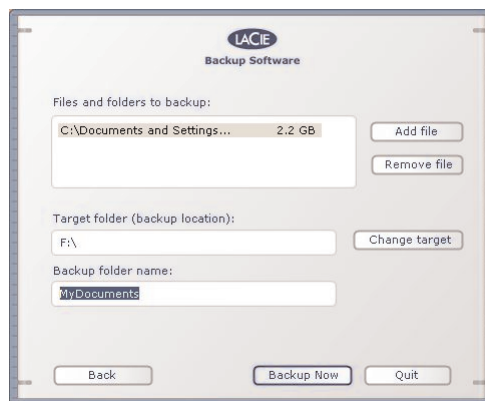 LACIE
Backup Software
Files and folders to backup:
C:\Documents and Settings... 2.2 GB
Add file
Remove file
Target folder (backup location):
F:\
Change target
Backup folder name:
MyDocuments
Back
Backup Now
Quit